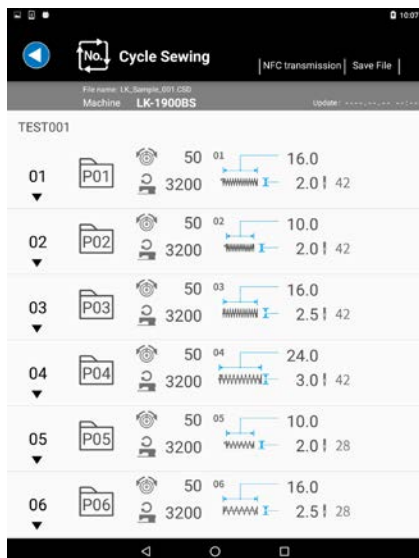 10:07
No. Cycle Sewing
NFC transmission Save File
File name: LK_Sample_001.CSD
Machine LK-1900BS Update: ----.--.-- --:--
TEST001
01 P01 50 3200 01 16.0 2.0 42
02 P02 50 3200 02 10.0 2.0 42
03 P03 50 3200 03 16.0 2.5 42
04 P04 50 3200 04 24.0 3.0 42
05 P05 50 3200 05 10.0 2.0 28
06 P06 50 3200 06 16.0 2.5 28